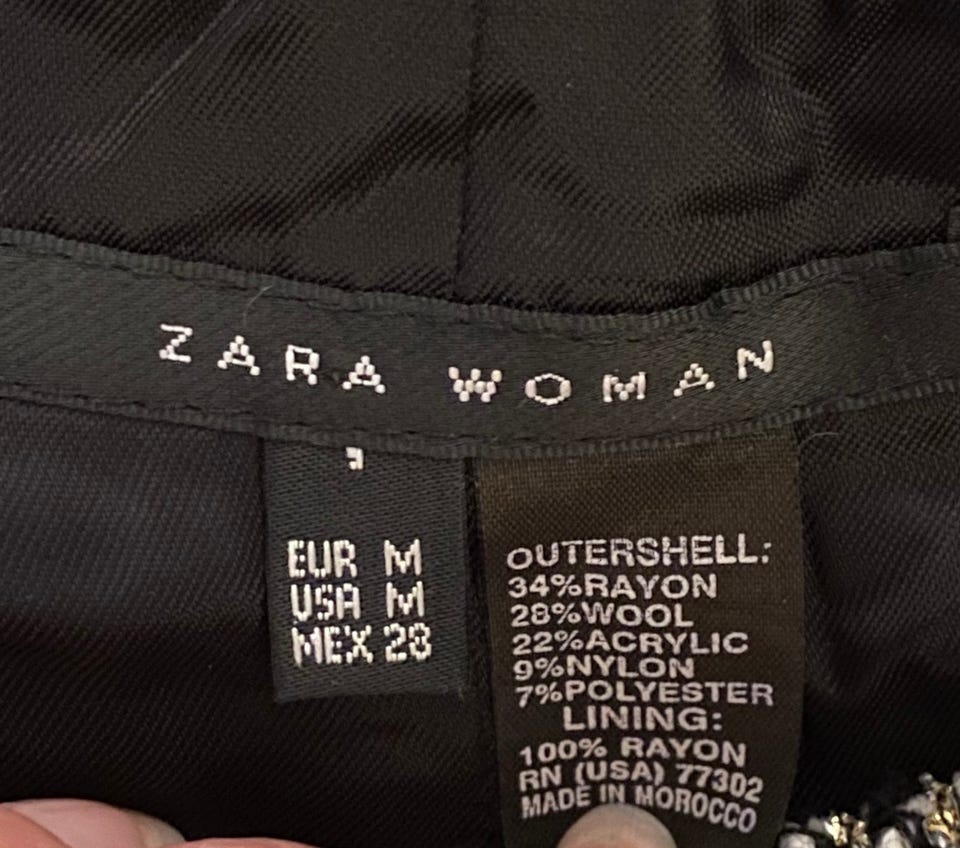 ZARA WOMAN
EUR M
USA M
MEX 28
OUTERSHELL:
34%RAYON
28%WOOL
22%ACRYLIC
9%NYLON
7%POLYESTER
LINING:
100% RAYON
RN (USA) 77302
MADE IN MOROCCO